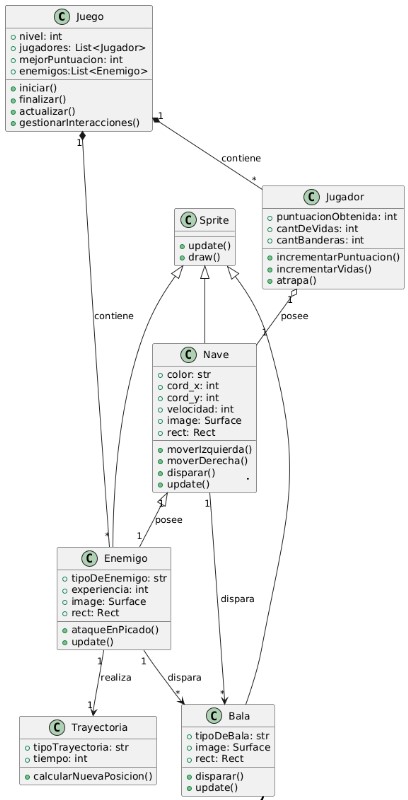 C Juego
nivel: int
jugadores: List<Jugador>
mejorPuntuacion: int
enemigos:List<Enemigo>
iniciar()
finalizar()
actualizar()
gestionarInteracciones()
1
1
contiene
*
C Jugador
puntuacionObtenida: int
cantDeVidas: int
cantBanderas: int
incrementarPuntuacion()
incrementarVidas()
atrapa()
C Sprite
update()
draw()
1
posee
1
contiene
C Nave
color: str
cord_x: int
cord_y: int
velocidad: int
image: Surface
rect: Rect
moverIzquierda()
moverDerecha()
disparar()
update()
1
1
posee
1
*
C Enemigo
tipoDeEnemigo: str
experiencia: int
image: Surface
rect: Rect
ataqueEnPicado()
update()
dispara
1
1
realiza
dispara
1
*
*
C Trayectoria
tipoTrayectoria: str
tiempo: int
calcularNuevaPosicion()
C Bala
tipoDeBala: str
image: Surface
rect: Rect
disparar()
update()